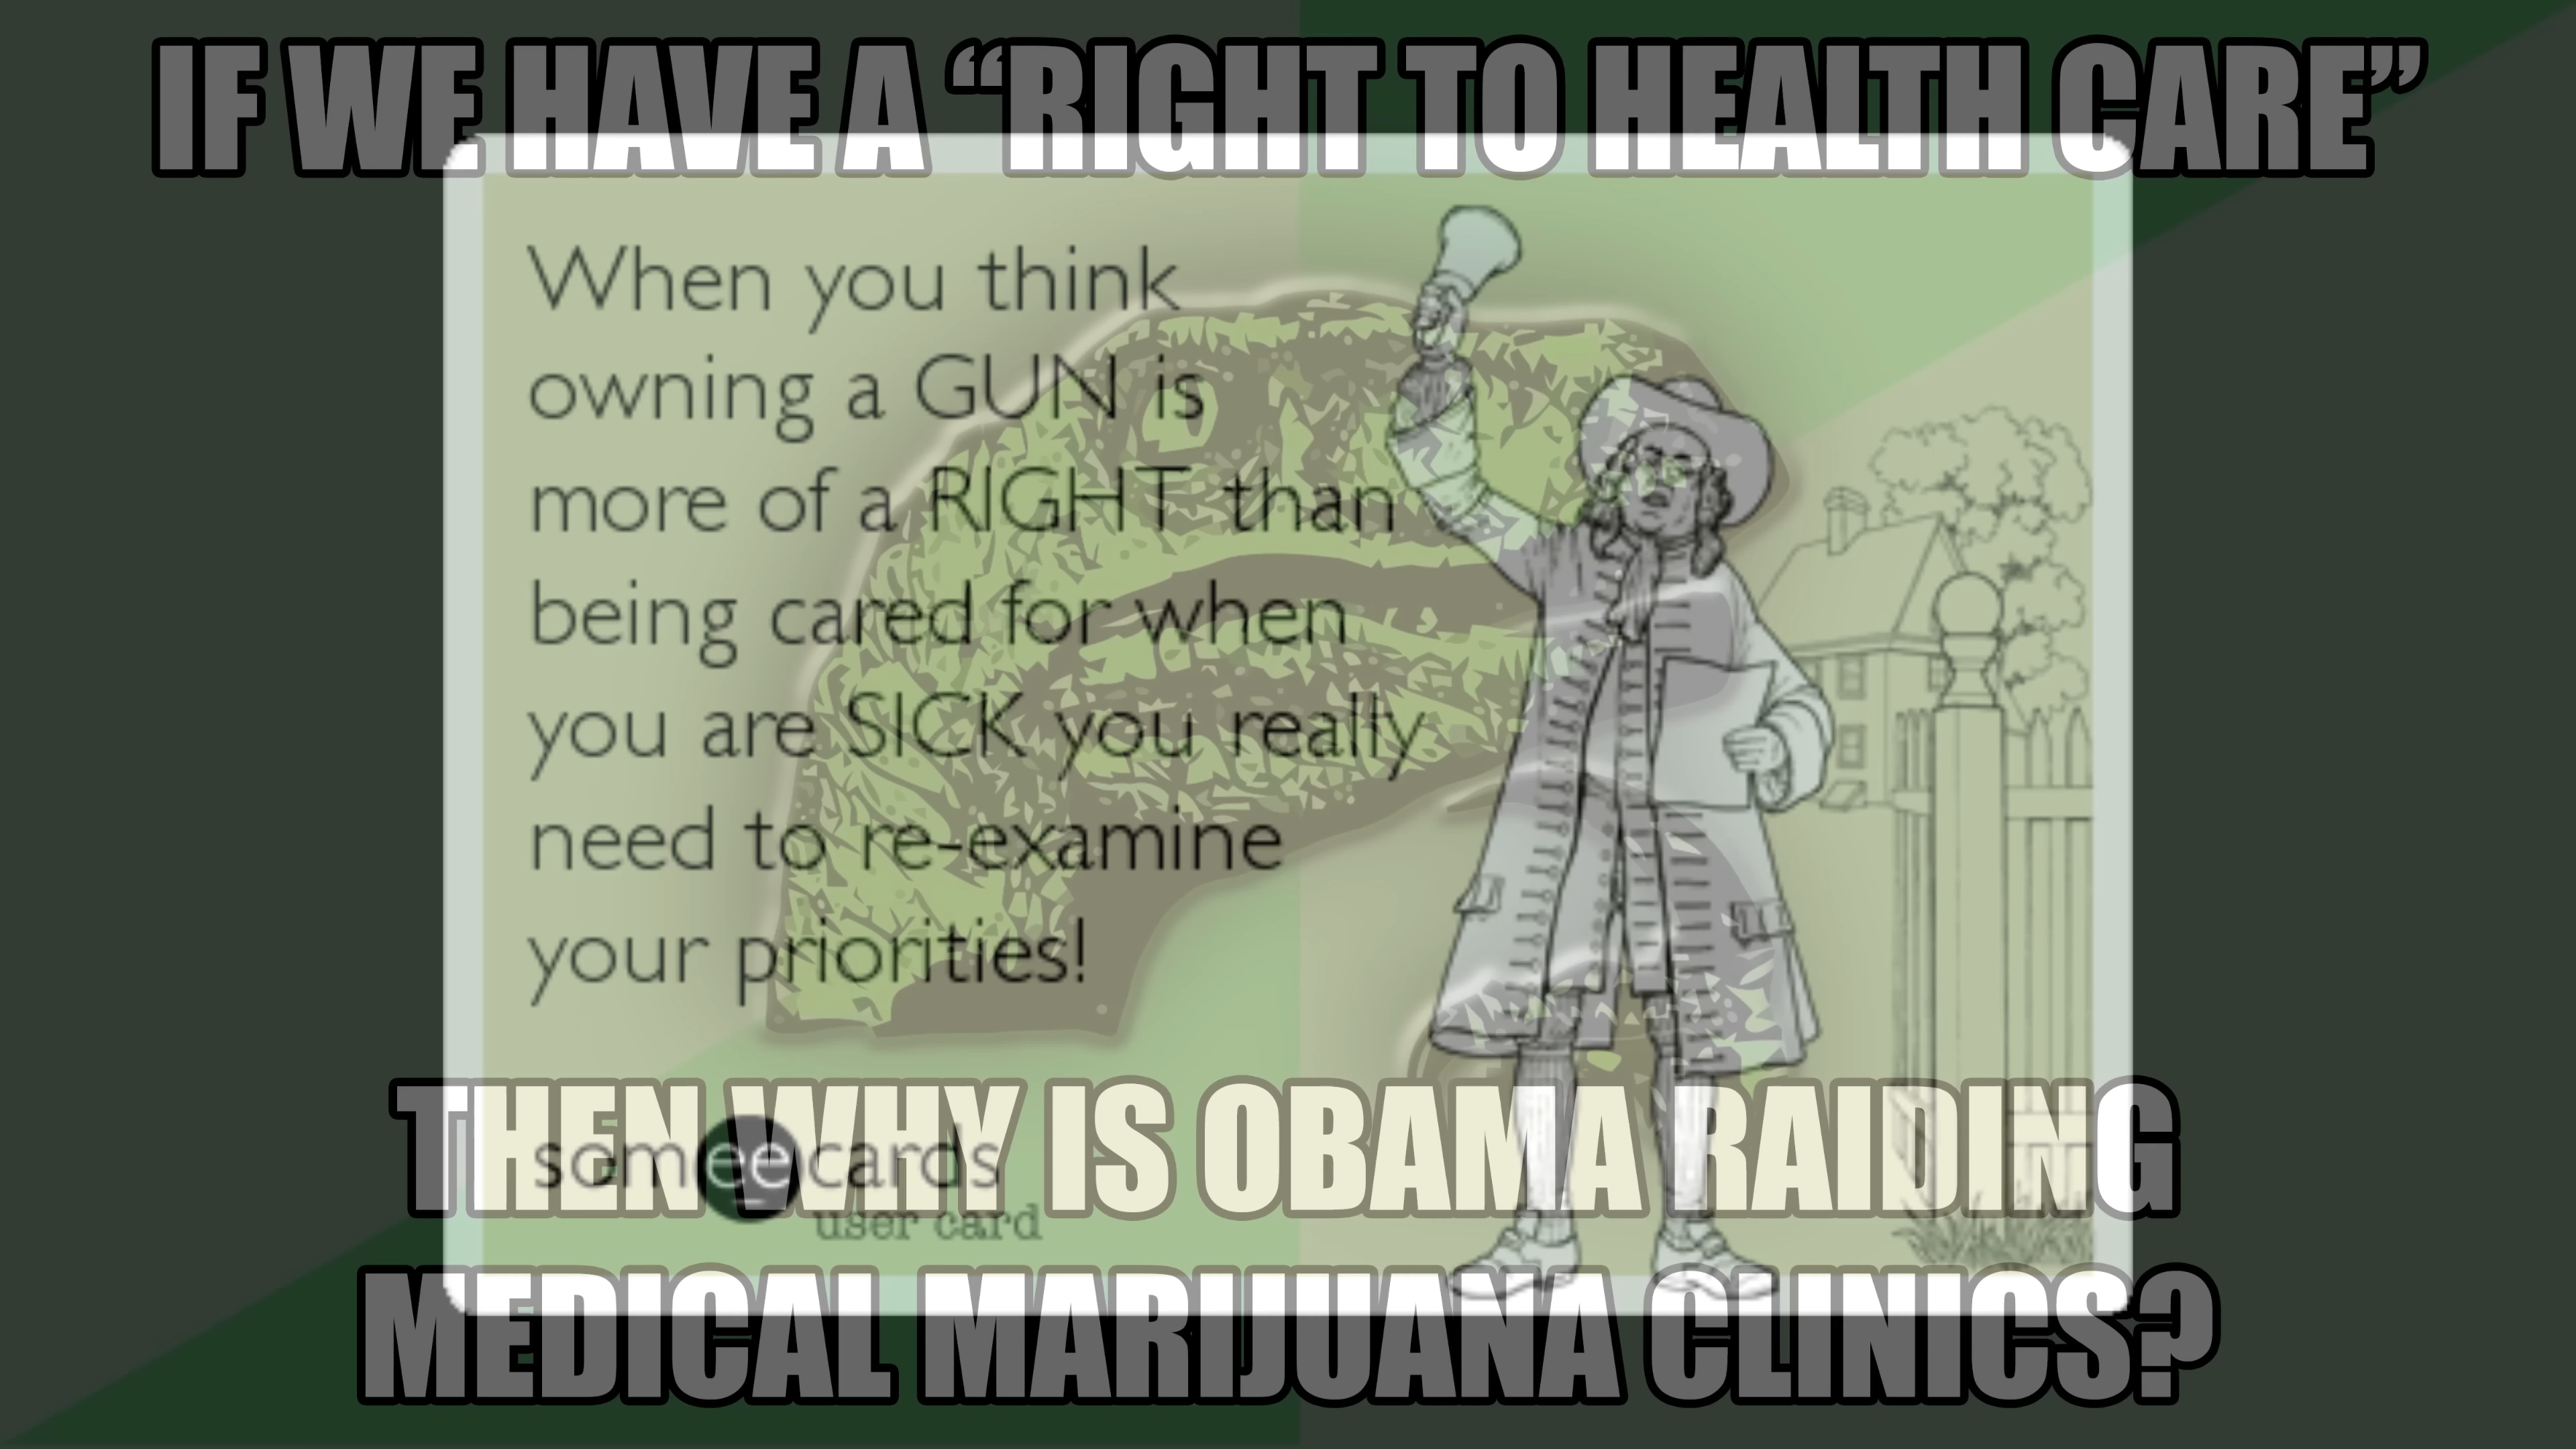 IF WE HAVE A “RIGHT TO HEALTH CARE”
When you think
owning a GUN is
more of a RIGHT than
being cared for when
you are SICK you really
need to re-examine
your priorities!
THEN WHY IS OBAMA RAIDING
someecards
user card
MEDICAL MARIJUANA CLINICS?